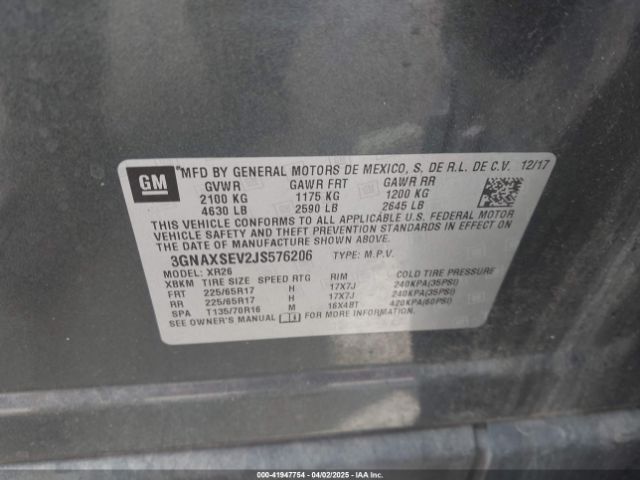 GM
*MFD BY GENERAL MOTORS DE MEXICO, S. DE R.L. DE C.V. 12/17
GVWR GAWR FRT GAWR RR
2100 KG 1175 KG 1200 KG
4630 LB 2590 LB 2645 LB
THIS VEHICLE CONFORMS TO ALL APPLICABLE U.S. FEDERAL MOTOR
VEHICLE SAFETY AND THEFT PREVENTION STANDARDS IN EFFECT ON
THE DATE OF MANUFACTURE SHOWN ABOVE.
3GNAXSEV2JS576206 TYPE: M.P.V.
MODEL: XR26
XBKM TIRE SIZE SPEED RTG RIM COLD TIRE PRESSURE
FRT 225/65R17 H 17X7J 240KPA(35PSI)
RR 225/65R17 H 17X7J 240KPA(35PSI)
SPA T135/70R16 M 16X4BT 420KPA(60PSI)
SEE OWNER'S MANUAL FOR MORE INFORMATION.
000-41947754 | 04/02/2025 - Copyright © IAAI